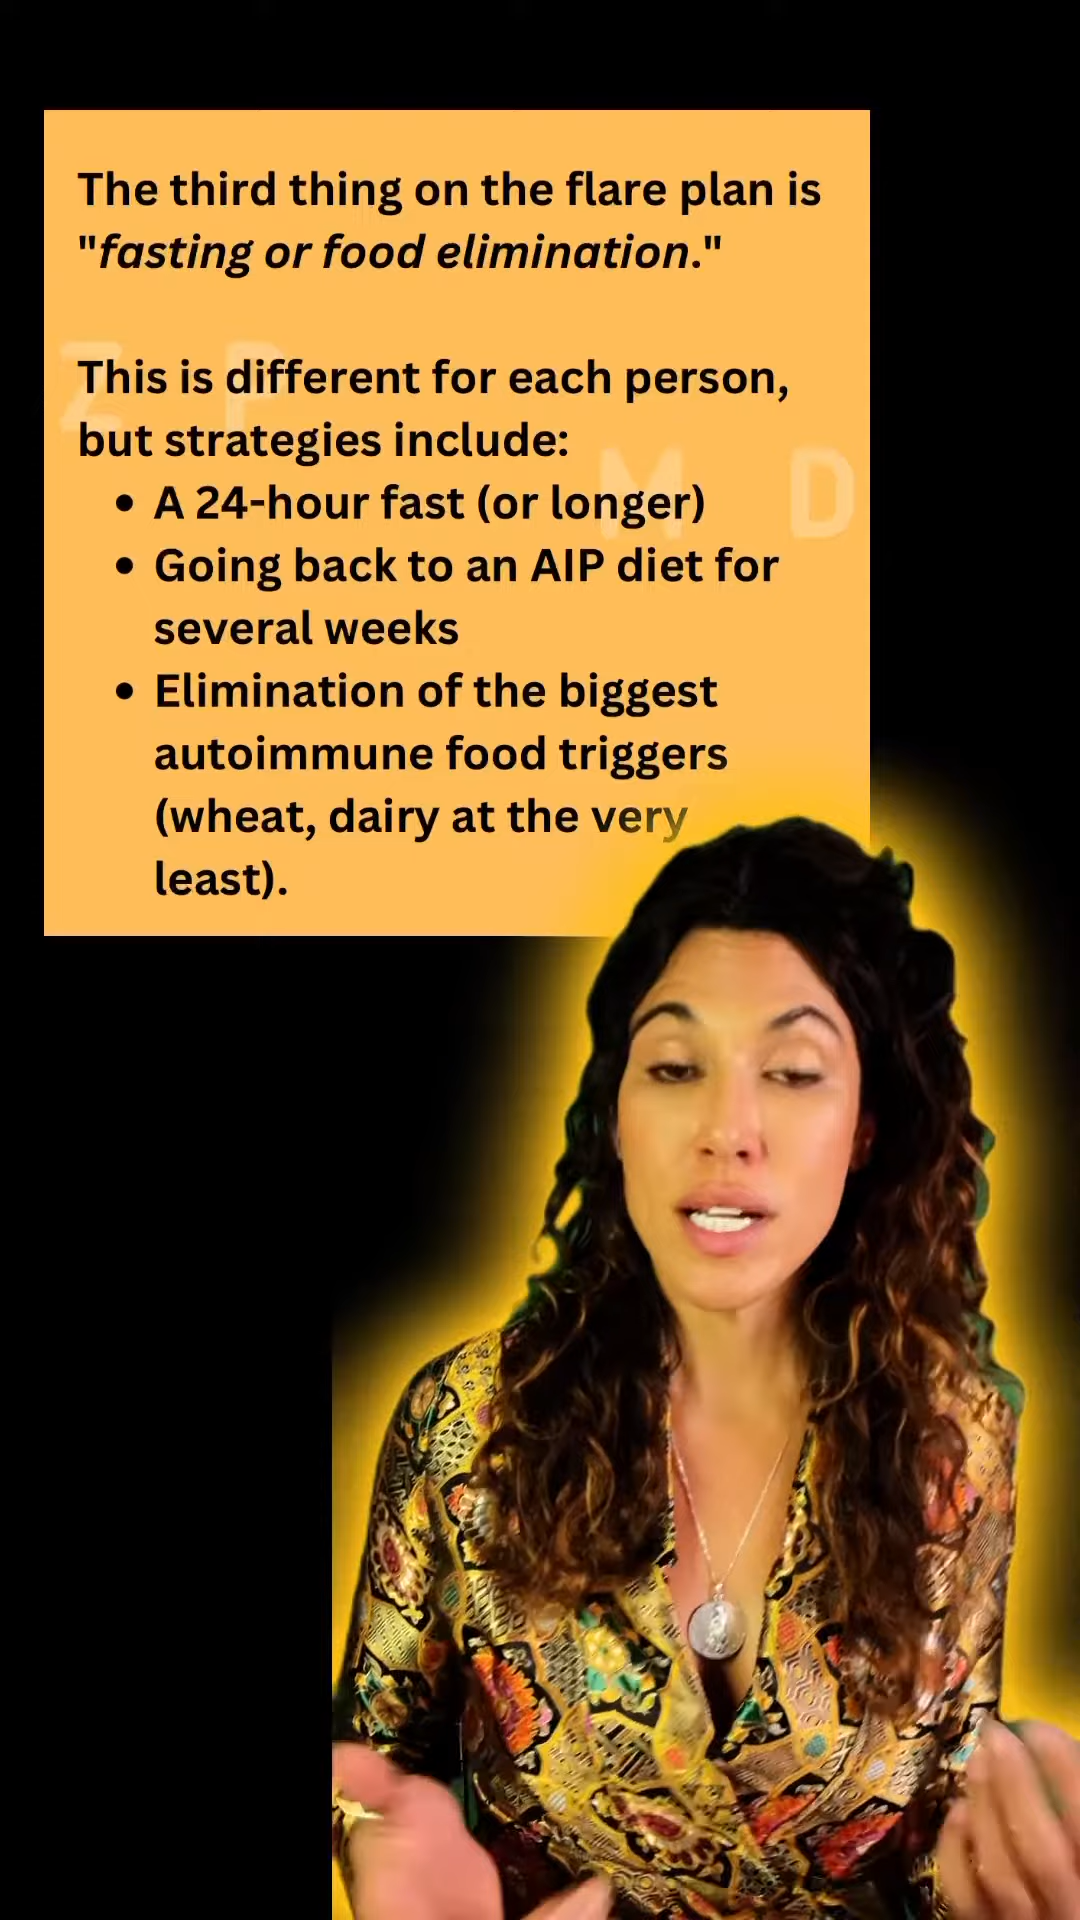 The third thing on the flare plan is
"fasting or food elimination."
This is different for each person,
but strategies include:
• A 24-hour fast (or longer)
• Going back to an AIP diet for
several weeks
• Elimination of the biggest
autoimmune food triggers
(wheat, dairy at the very
least).
Z P
M D